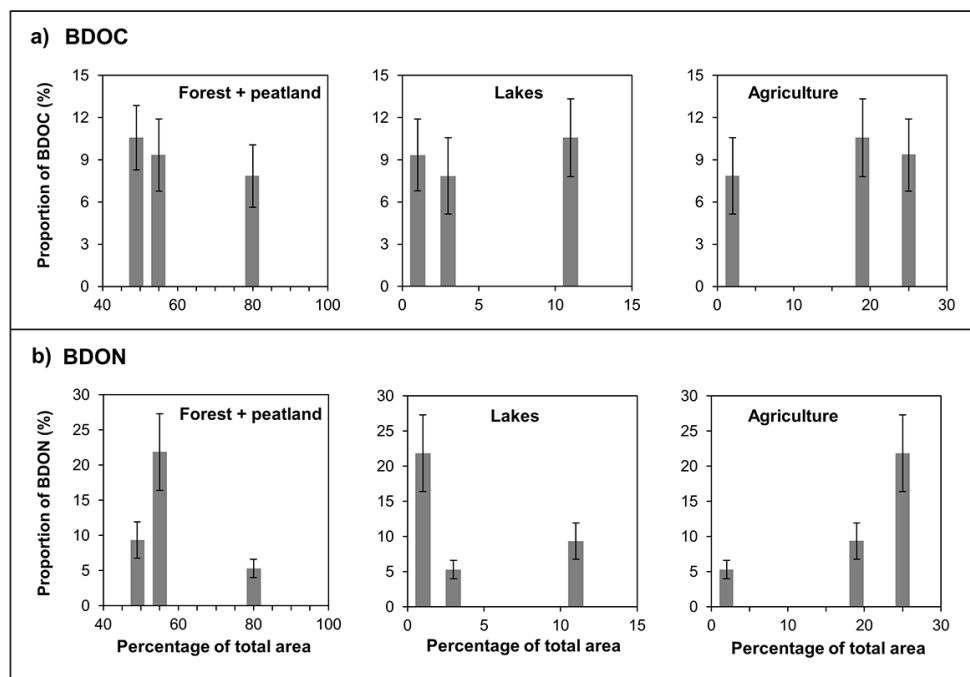 a) BDOC
Proportion of BDOC (%)
Forest + peatland
15
12
9
6
3
0
40 60 80 100
Lakes
15
12
9
6
3
0
0 5 10 15
Agriculture
15
12
9
6
3
0
0 10 20 30
b) BDON
Proportion of BDON (%)
Forest + peatland
30
25
20
15
10
5
0
40 60 80 100
Percentage of total area
Lakes
30
25
20
15
10
5
0
0 5 10 15
Percentage of total area
Agriculture
30
25
20
15
10
5
0
0 10 20 30
Percentage of total area